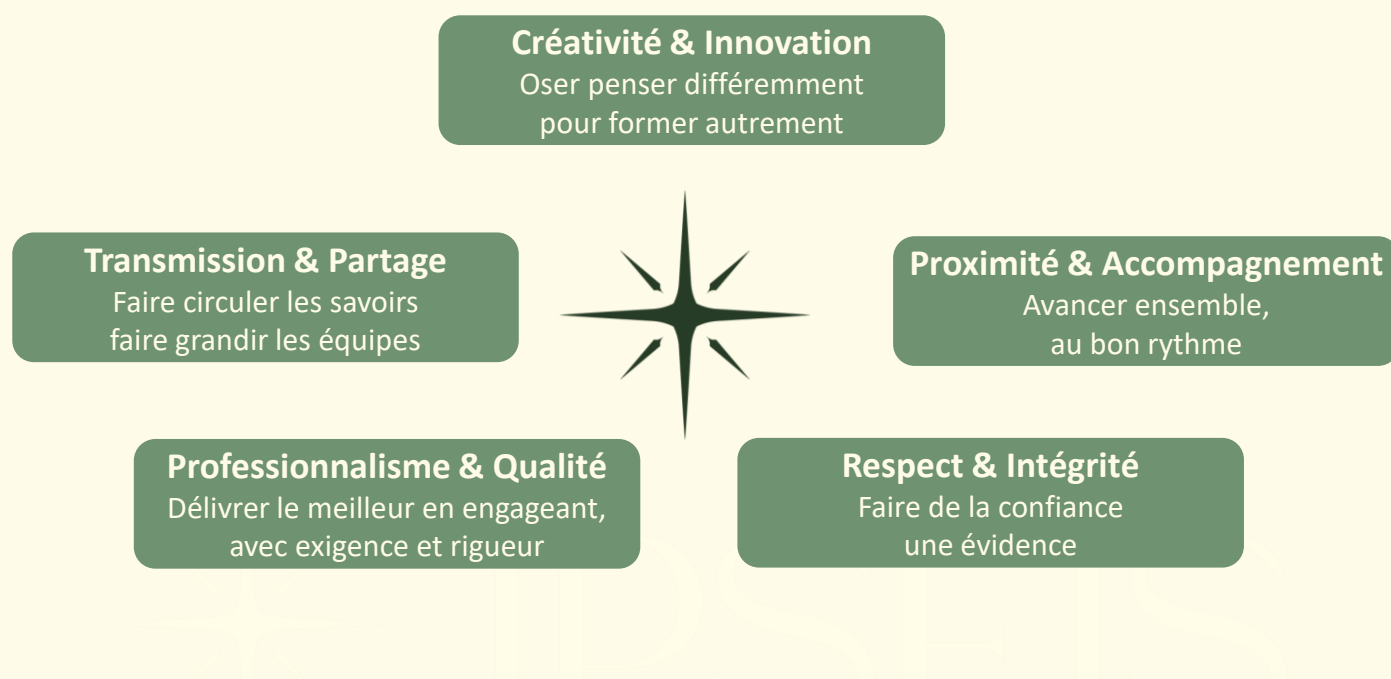 Créativité & Innovation
Oser penser différemment
pour former autrement
Transmission & Partage
Faire circuler les savoirs
faire grandir les équipes
Proximité & Accompagnement
Avancer ensemble,
au bon rythme
Professionnalisme & Qualité
Délivrer le meilleur en engageant,
avec exigence et rigueur
Respect & Intégrité
Faire de la confiance
une évidence